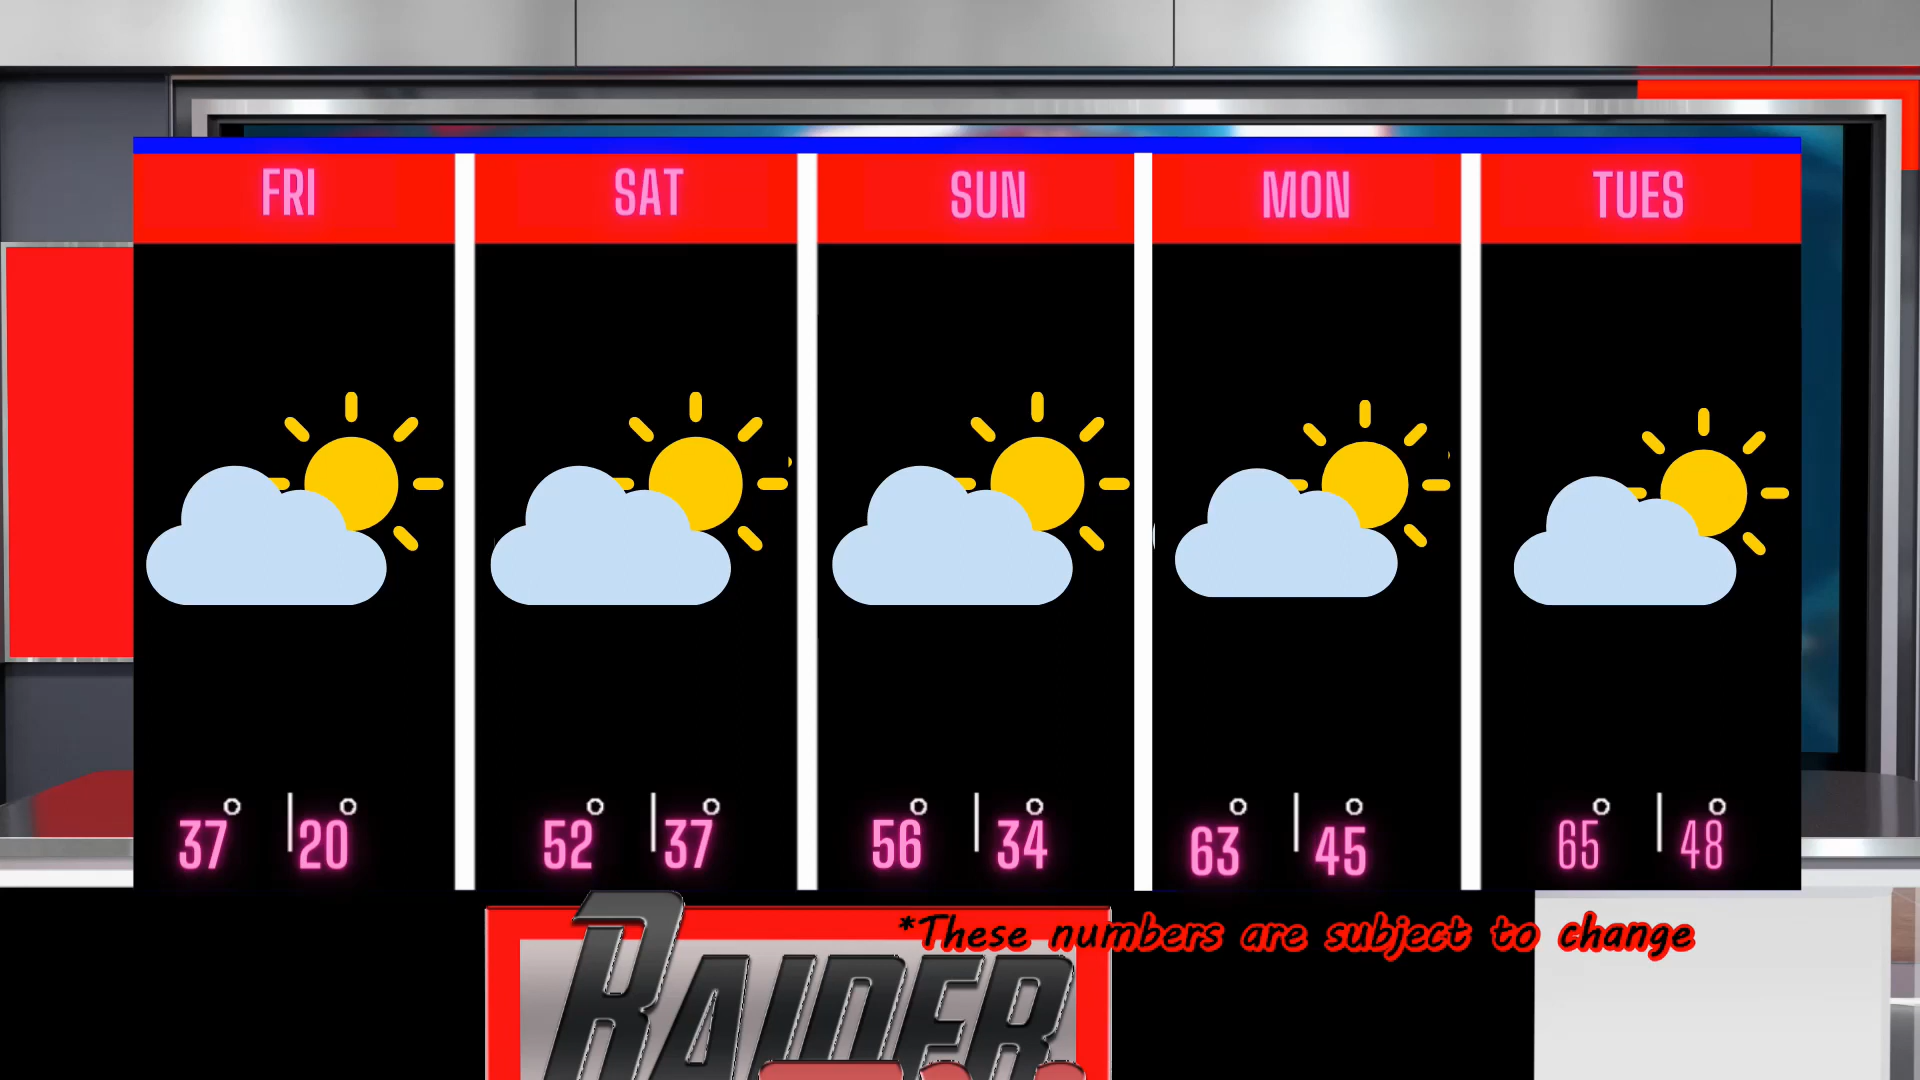 FRI SAT SUN MON TUES
37° | 20° 52° | 37° 56° | 34° 63° | 45° 65° | 48°
*These numbers are subject to change
RAIDER